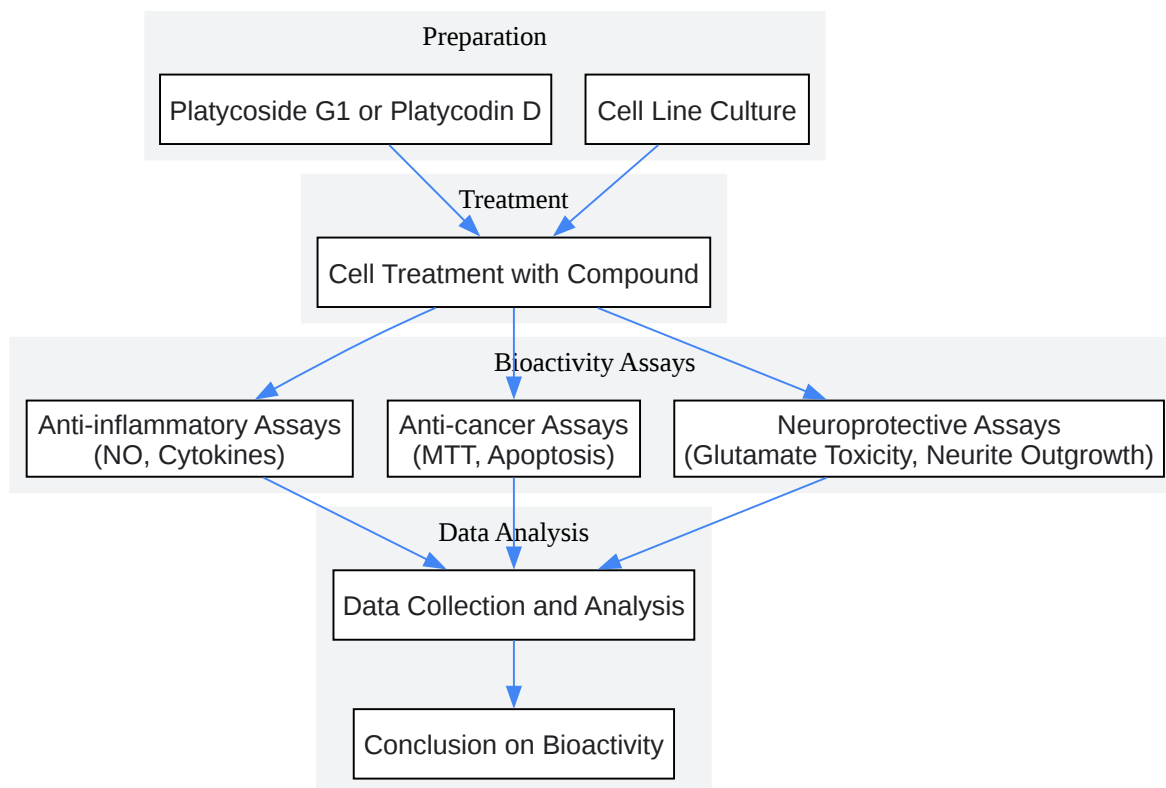 Preparation
Platycoside G1 or Platycodin D
Cell Line Culture
Treatment
Cell Treatment with Compound
Bioactivity Assays
Anti-inflammatory Assays
(NO, Cytokines)
Anti-cancer Assays
(MTT, Apoptosis)
Neuroprotective Assays
(Glutamate Toxicity, Neurite Outgrowth)
Data Analysis
Data Collection and Analysis
Conclusion on Bioactivity